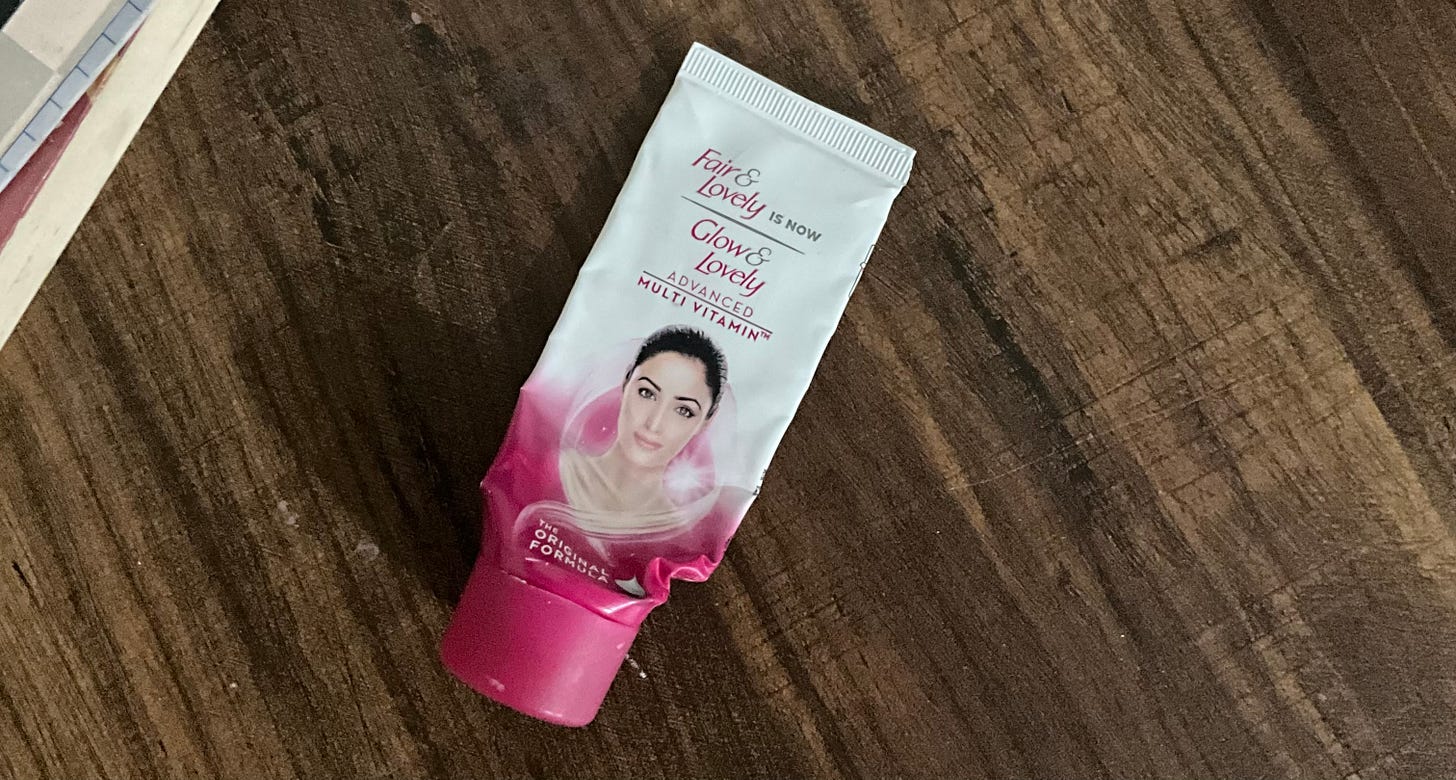 Fair &
Lovely IS NOW
Glow &
Lovely
ADVANCED
MULTI VITAMIN™
THE
ORIGINAL
FORMULA